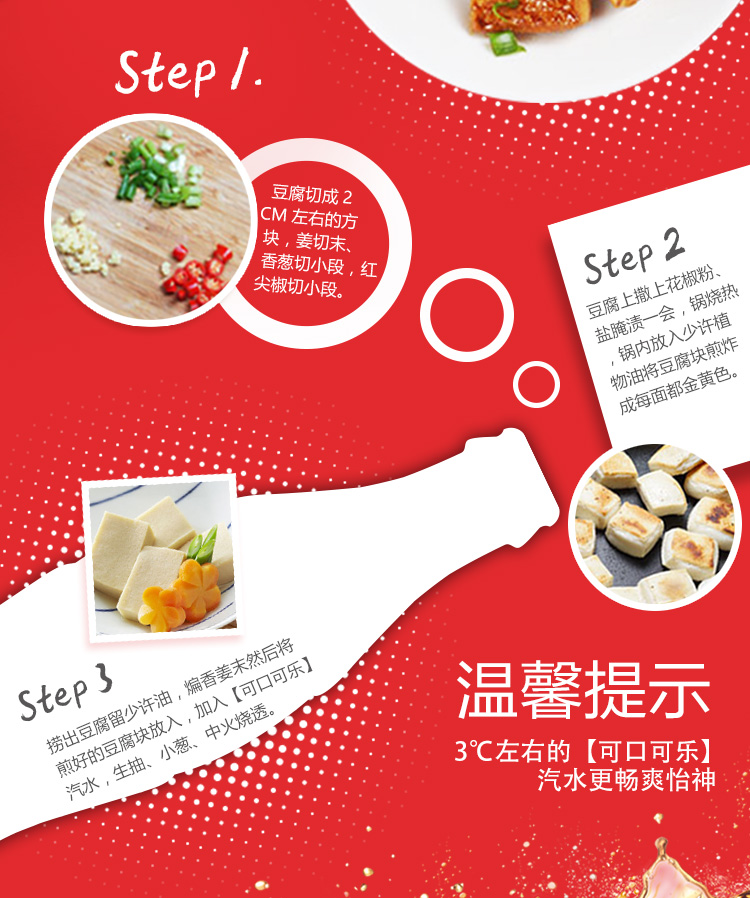 Step 1.
豆腐切成 2
CM 左右的方
块，姜切末、
香葱切小段，红
尖椒切小段。
Step 2
豆腐上撒上花椒粉、
盐腌渍一会，锅烧热
，锅内放入少许植
物油将豆腐块煎炸
成每面都金黄色。
Step 3
捞出豆腐留少许油，煸香姜末然后将
煎好的豆腐块放入，加入【可口可乐】
汽水，生抽、小葱、中火烧透。
温馨提示
3℃左右的【可口可乐】
汽水更畅爽怡神